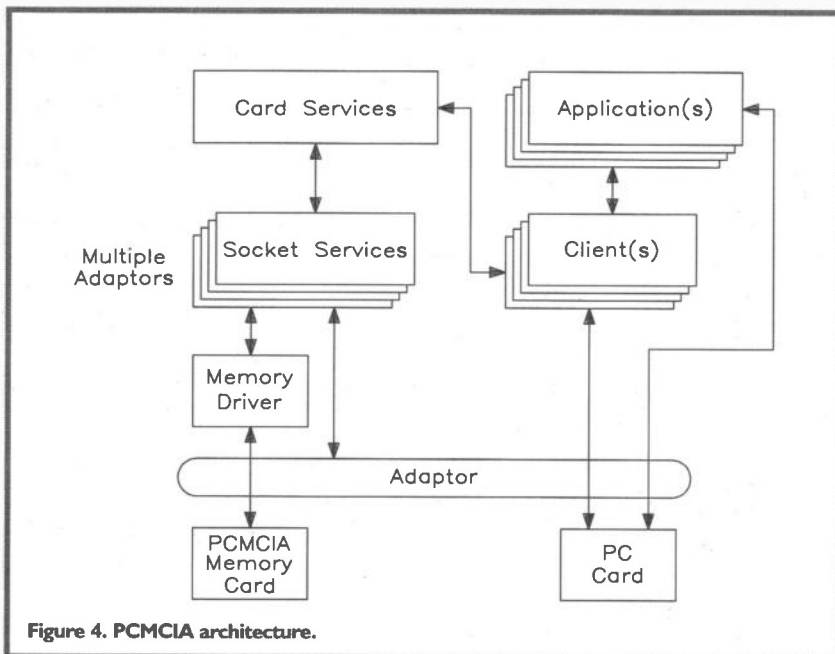 Card Services
Application(s)
Multiple
Adaptors
Socket Services
Client(s)
Memory
Driver
Adaptor
PCMCIA
Memory
Card
PC
Card
Figure 4. PCMCIA architecture.